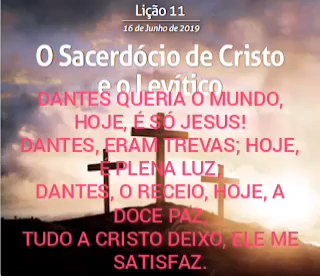 Lição 11
16 de Junho de 2019
O Sacerdócio de Cristo
e o Levítico
DANTES QUERIA O MUNDO,
HOJE, É SÓ JESUS!
DANTES, ERAM TREVAS; HOJE,
É PLENA LUZ,
DANTES, O RECEIO, HOJE, A
DOCE PAZ,
TUDO A CRISTO DEIXO, ELE ME
SATISFAZ.